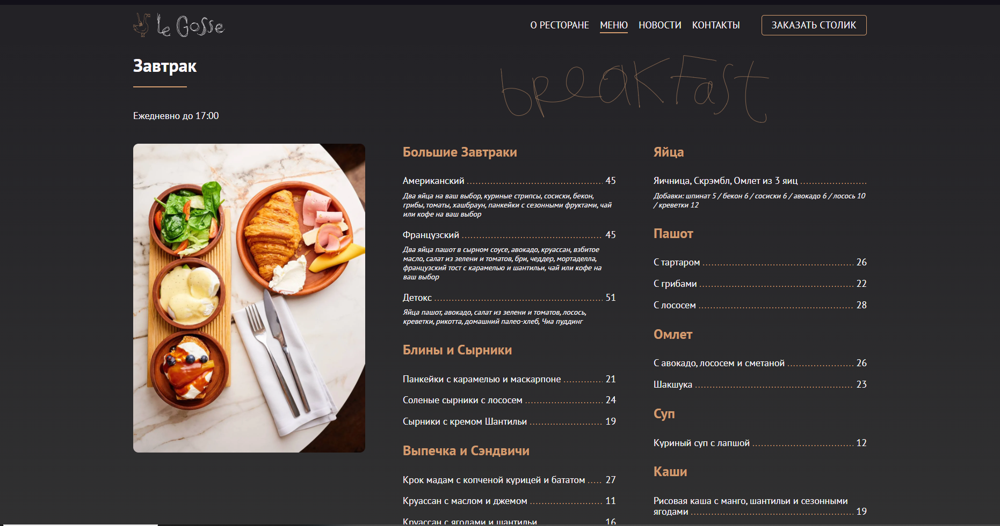 Le Gosse
О РЕСТОРАНЕ МЕНЮ НОВОСТИ КОНТАКТЫ ЗАКАЗАТЬ СТОЛИК
Завтрак
breakFast
Ежедневно до 17:00
Большие Завтраки
Американский ........ 45
Два яйца на ваш выбор, куриные стрипсы, сосиски, бекон,
грибы, томаты, хашбраун, панкейки с сезонными фруктами, чай
или кофе на ваш выбор
Французский ........ 45
Два яйца пашот в сырном соусе, авокадо, круассан, взбитое
масло, салат из зелени и томатов, бри, чеддер, мортаделла,
французский тост с карамелью и шантильи, чай или кофе на
ваш выбор
Детокс ........ 51
Яйца пашот, авокадо, салат из зелени и томатов, лосось,
креветки, рикотта, домашний палео-хлеб, Чиа пуддинг
Блины и Сырники
Панкейки с карамелью и маскарпоне ........ 21
Соленые сырники с лососем ........ 24
Сырники с кремом Шантильи ........ 19
Выпечка и Сэндвичи
Крок мадам с копченой курицей и бататом ..... 27
Круассан с маслом и джемом ........ 11
Круассан с ягодами и шантильи 16
Яйца
Яичница, Скрэмбл, Омлет из 3 яиц ........
Добавки: шпинат 5 / бекон 6 / сосиски 6 / авокадо 6 / лосось 10
/ креветки 12
Пашот
С тартаром ........ 26
С грибами ........ 22
С лососем ........ 28
Омлет
С авокадо, лососем и сметаной ........ 26
Шакшука ........ 23
Суп
Куриный суп с лапшой ........ 12
Каши
Рисовая каша с манго, шантильи и сезонными
ягодами ........ 19